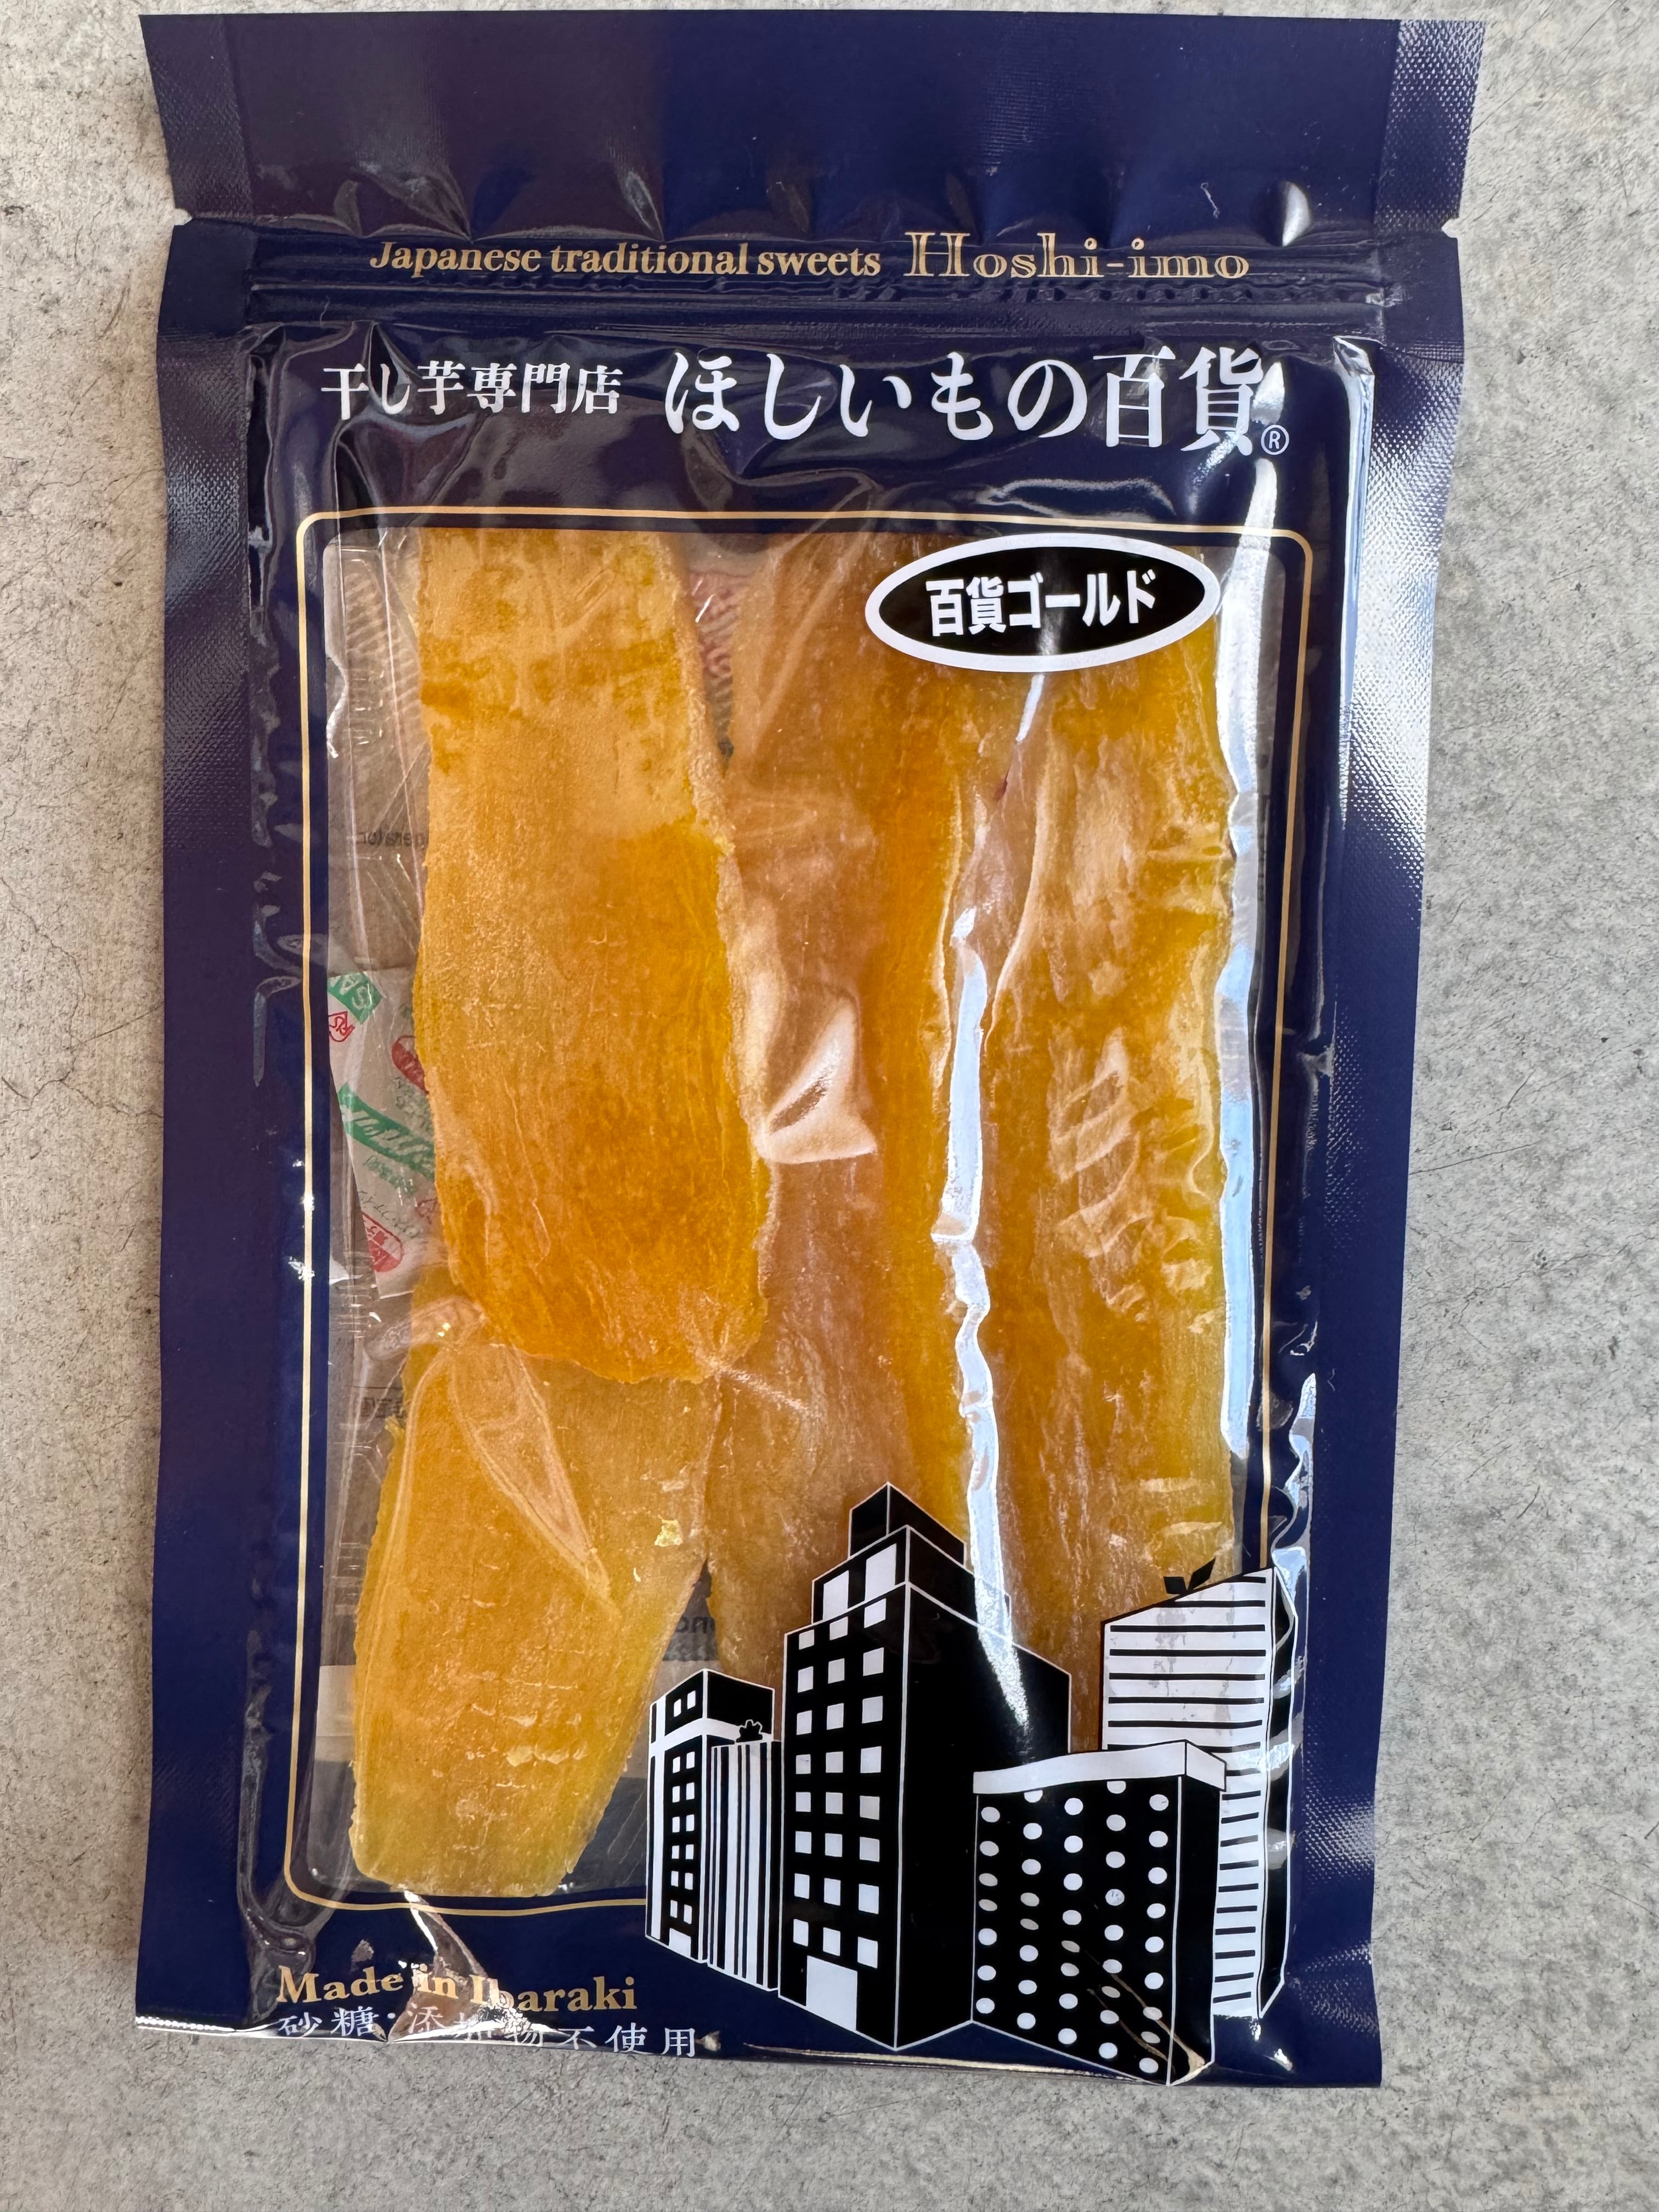 Japanese traditional sweets Hoshi-imo
干し芋専門店 ほしいもの百貨®
百貨ゴールド
Made in Ibaraki
砂糖・添加物不使用